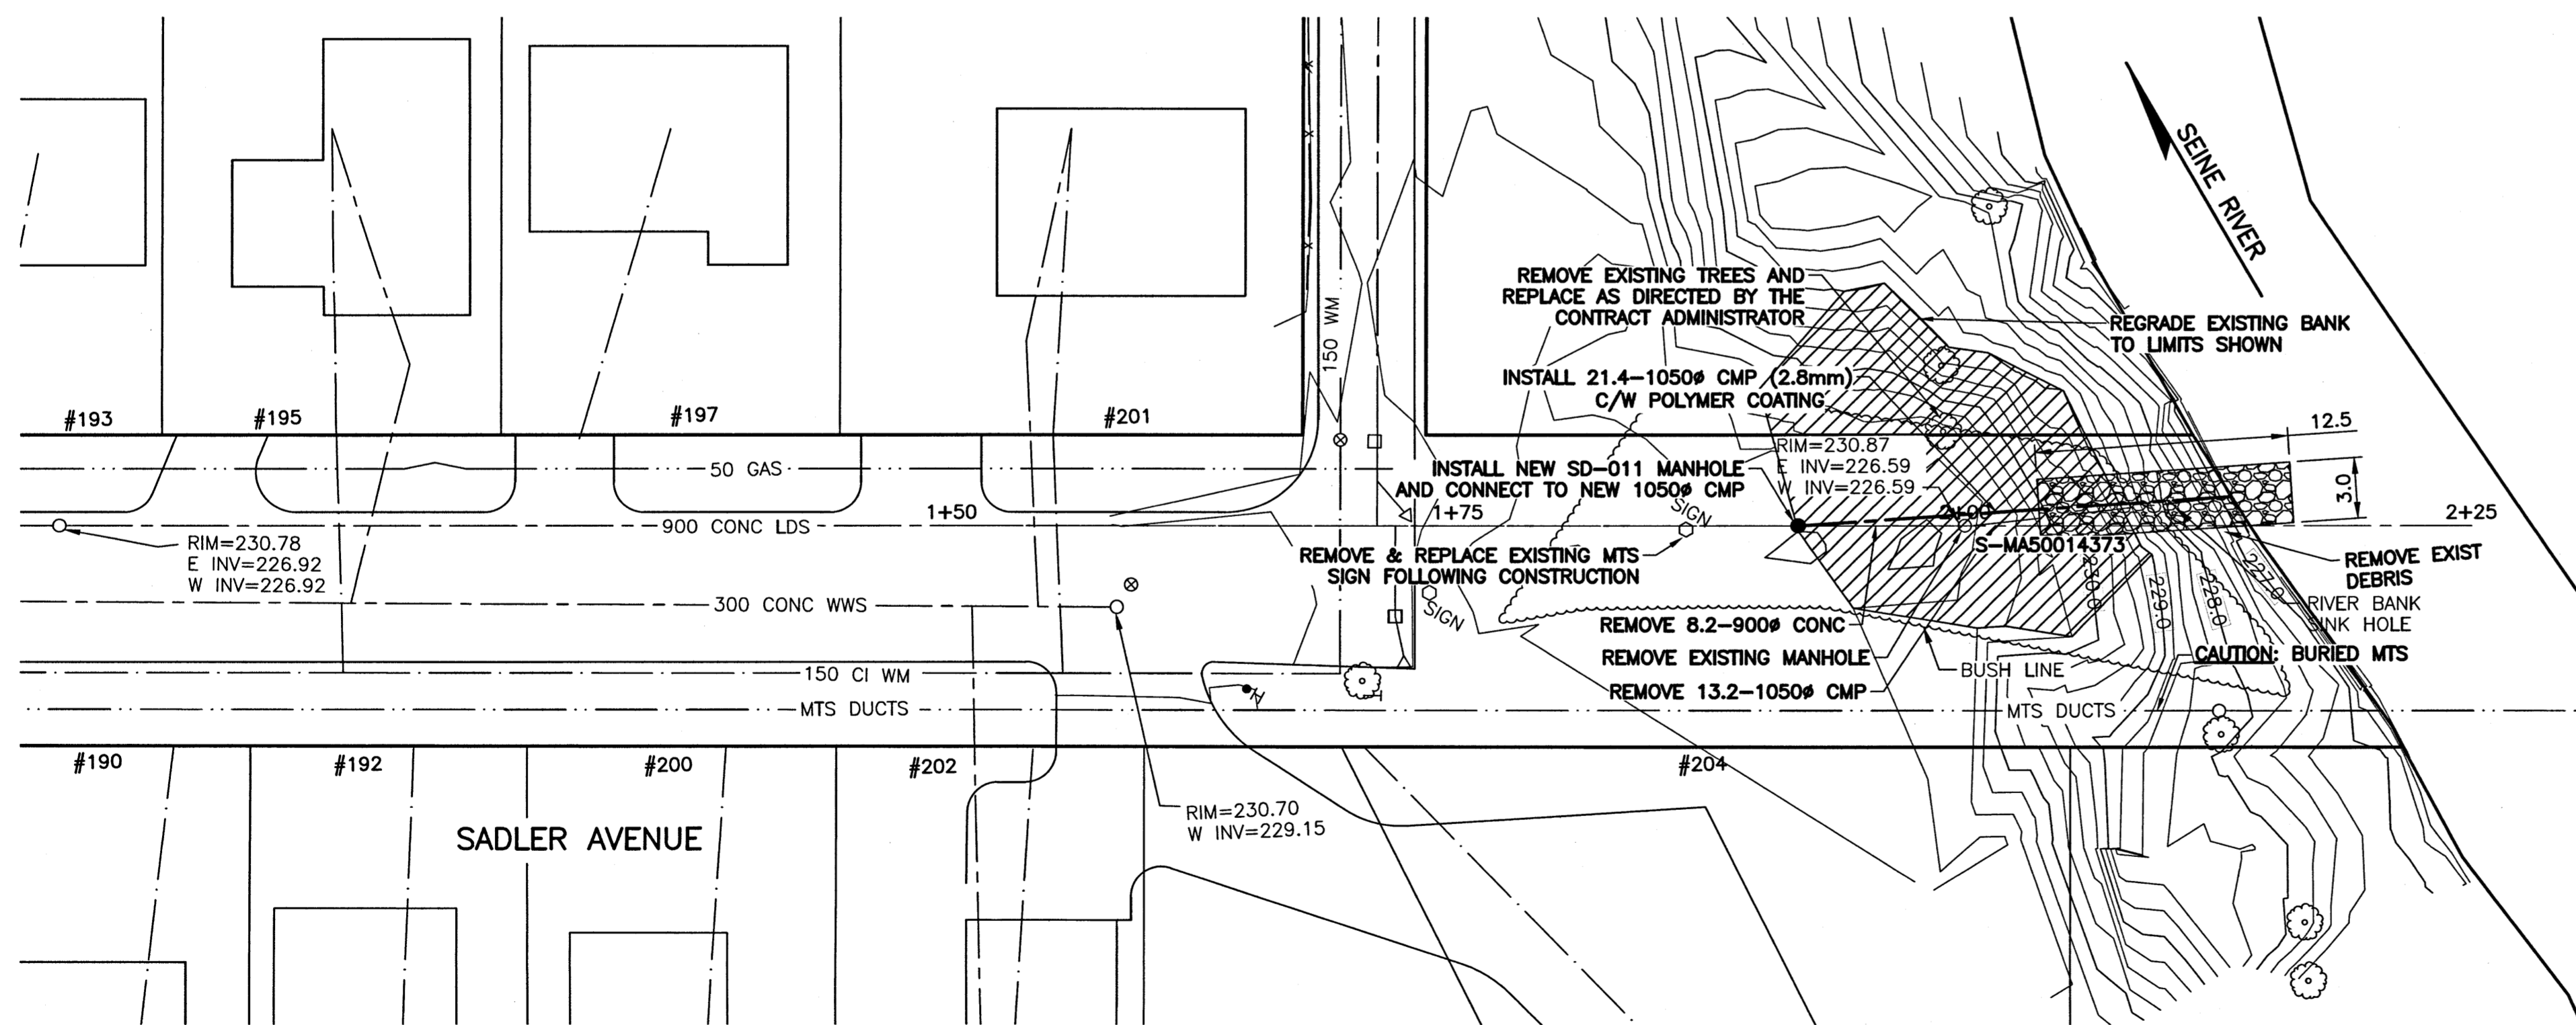 SEINE RIVER
REMOVE EXISTING TREES AND
REPLACE AS DIRECTED BY THE
CONTRACT ADMINISTRATOR
REGRADE EXISTING BANK
TO LIMITS SHOWN
150 WM
INSTALL 21.4-1050ø CMP (2.8mm)
C/W POLYMER COATING
#193
#195
#197
#201
12.5
3.0
RIM=230.87
E INV=226.59
W INV=226.59
INSTALL NEW SD-011 MANHOLE
AND CONNECT TO NEW 1050ø CMP
50 GAS
1+50
1+75
2+00
2+25
900 CONC LDS
SIGN
RIM=230.78
E INV=226.92
W INV=226.92
REMOVE & REPLACE EXISTING MTS
SIGN FOLLOWING CONSTRUCTION
S-MA50014373
REMOVE EXIST
DEBRIS
230.0
229.0
228.0
227.0
RIVER BANK
SINK HOLE
300 CONC WWS
SIGN
REMOVE 8.2-900ø CONC
REMOVE EXISTING MANHOLE
REMOVE 13.2-1050ø CMP
BUSH LINE
CAUTION: BURIED MTS
150 CI WM
MTS DUCTS
MTS DUCTS
#190
#192
#200
#202
#204
RIM=230.70
W INV=229.15
SADLER AVENUE